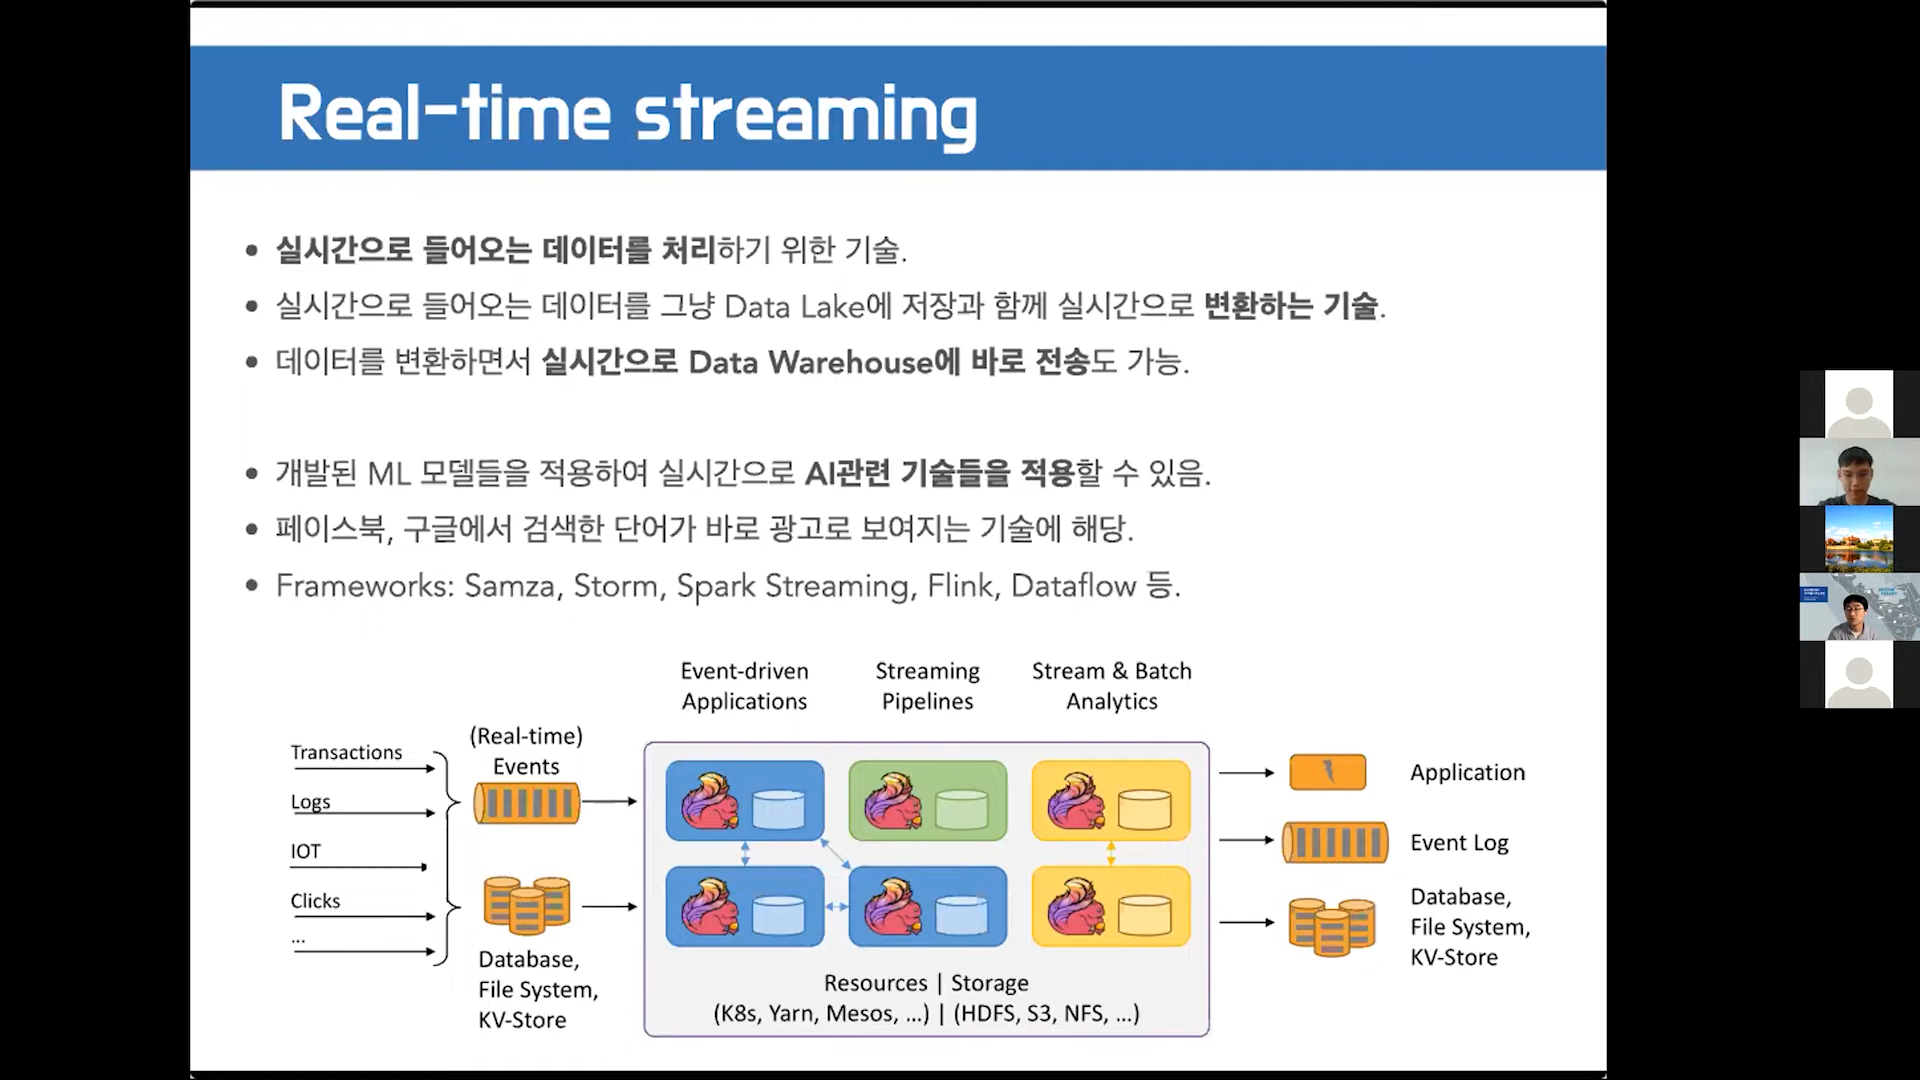 Real-time streaming
실시간으로 들어오는 데이터를 처리하기 위한 기술.
실시간으로 들어오는 데이터를 그냥 Data Lake에 저장과 함께 실시간으로 변환하는 기술.
데이터를 변환하면서 실시간으로 Data Warehouse에 바로 전송도 가능.
개발된 ML 모델들을 적용하여 실시간으로 AI관련 기술들을 적용할 수 있음.
페이스북, 구글에서 검색한 단어가 바로 광고로 보여지는 기술에 해당.
Frameworks: Samza, Storm, Spark Streaming, Flink, Dataflow 등.
Event-driven
Applications
Streaming
Pipelines
Stream & Batch
Analytics
(Real-time)
Events
Transactions
Logs
IOT
Clicks
...
Database,
File System,
KV-Store
Resources | Storage
(K8s, Yarn, Mesos, ...) | (HDFS, S3, NFS, ...)
Application
Event Log
Database,
File System,
KV-Store